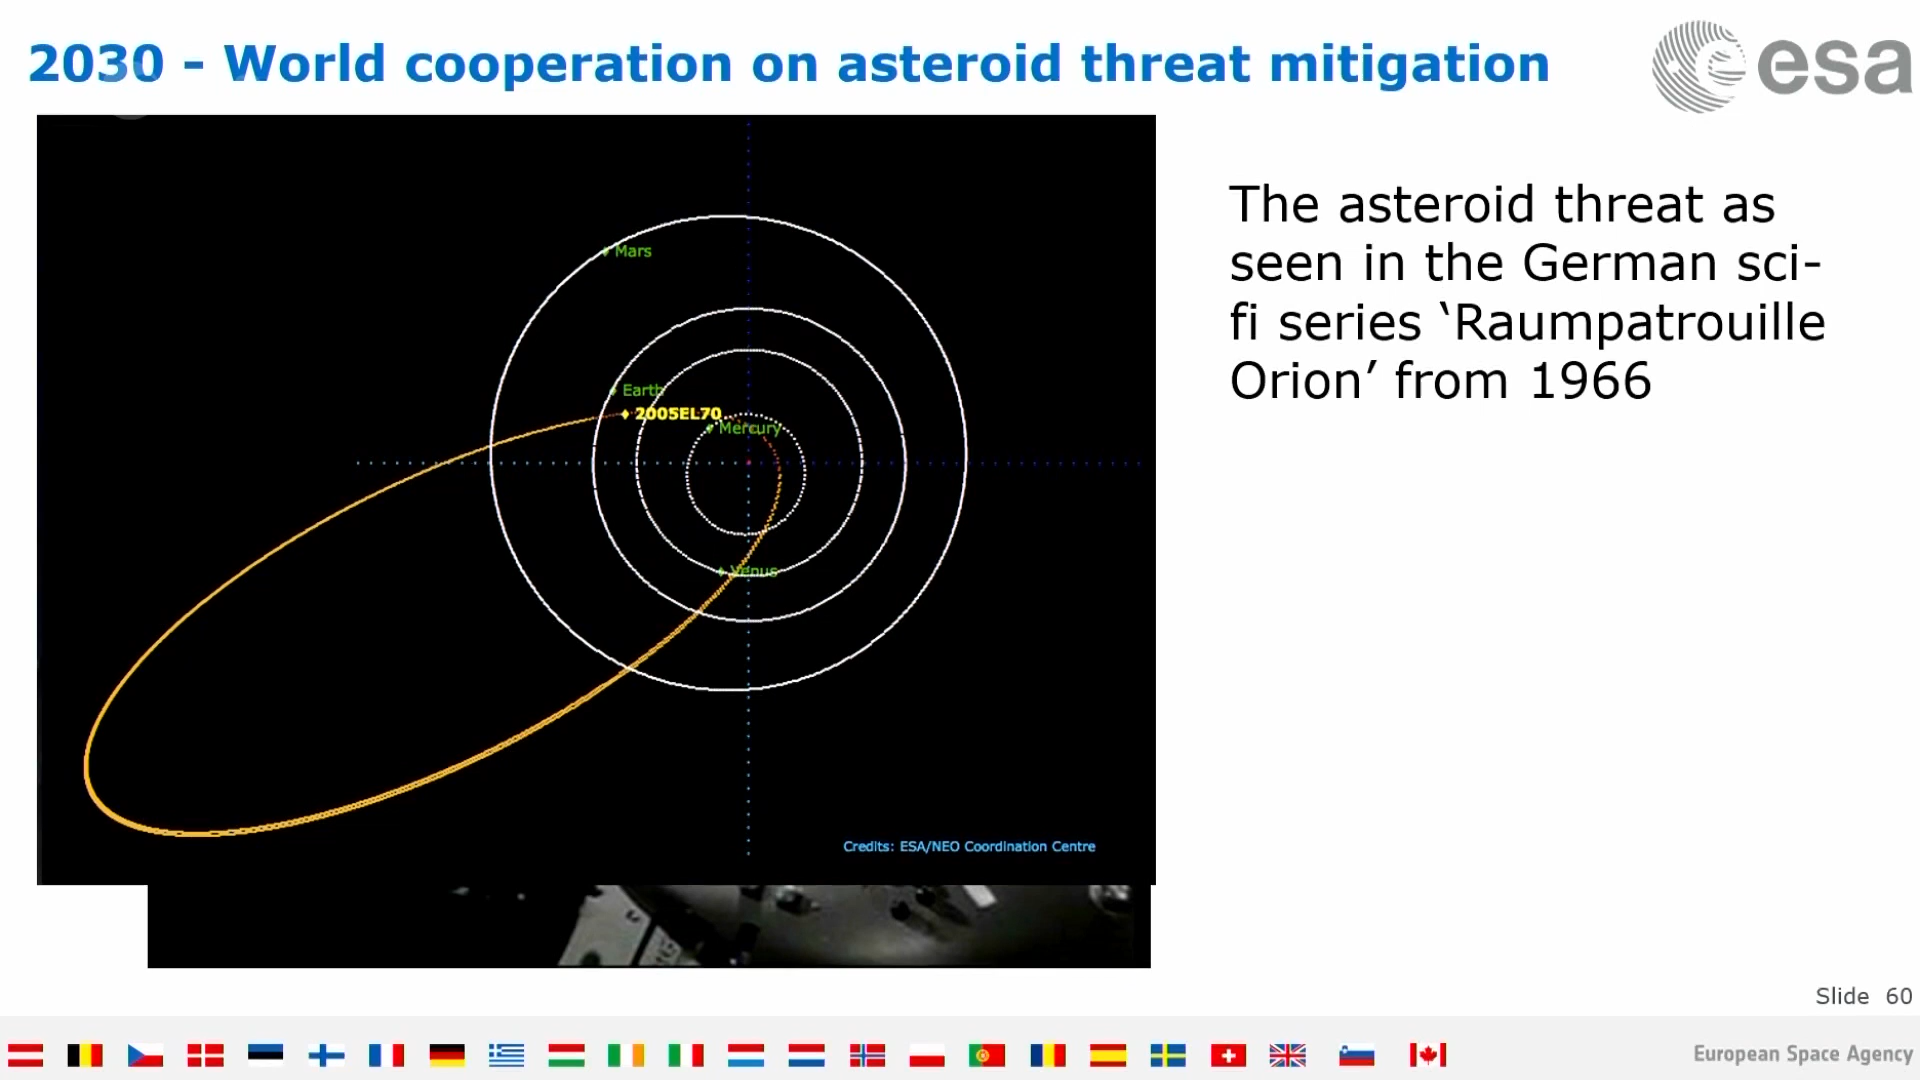 2030 - World cooperation on asteroid threat mitigation
esa
Mars
Earth
2005EL70
Mercury
Venus
Credits: ESA/NEO Coordination Centre
The asteroid threat as
seen in the German sci-
fi series ‘Raumpatrouille
Orion’ from 1966
Slide 60
European Space Agency